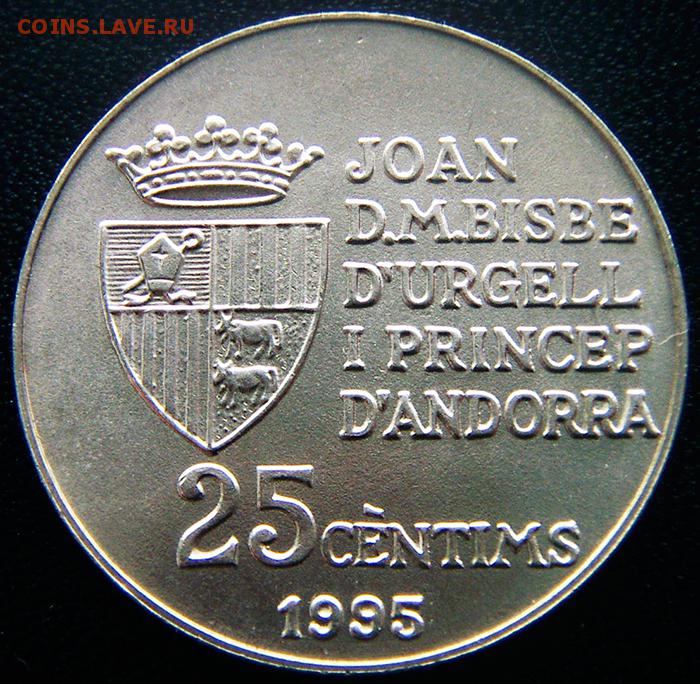 COINS.LAVE.RU
JOAN
D.M.BISBE
D'URGELL
I PRINCEP
D'ANDORRA
25 CÈNTIMS
1995